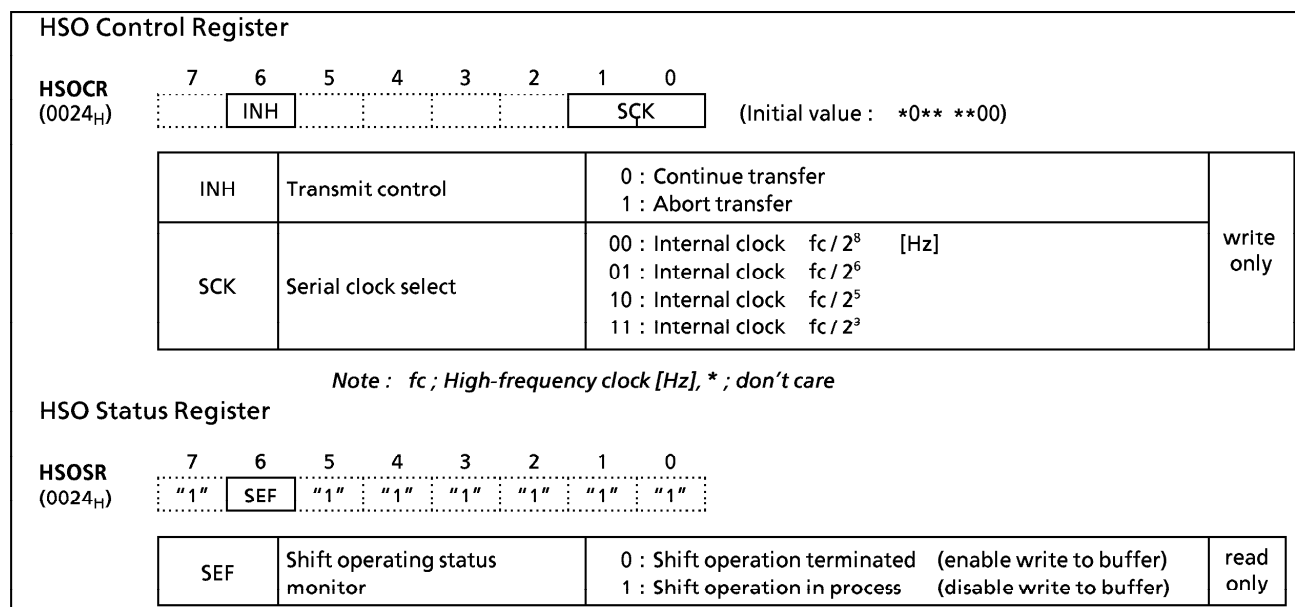 HSO Control Register
7 6 5 4 3 2 1 0
HSOCR
(0024H)
INH SCK (Initial value : *0** **00)
INH Transmit control 0 : Continue transfer
1 : Abort transfer
write only
SCK Serial clock select 00 : Internal clock fc / 2⁸ [Hz]
01 : Internal clock fc / 2⁶
10 : Internal clock fc / 2⁵
11 : Internal clock fc / 2³
Note : fc ; High-frequency clock [Hz], * ; don't care
HSO Status Register
7 6 5 4 3 2 1 0
HSOSR
(0024H)
"1" SEF "1" "1" "1" "1" "1" "1"
SEF Shift operating status monitor 0 : Shift operation terminated (enable write to buffer)
1 : Shift operation in process (disable write to buffer)
read only